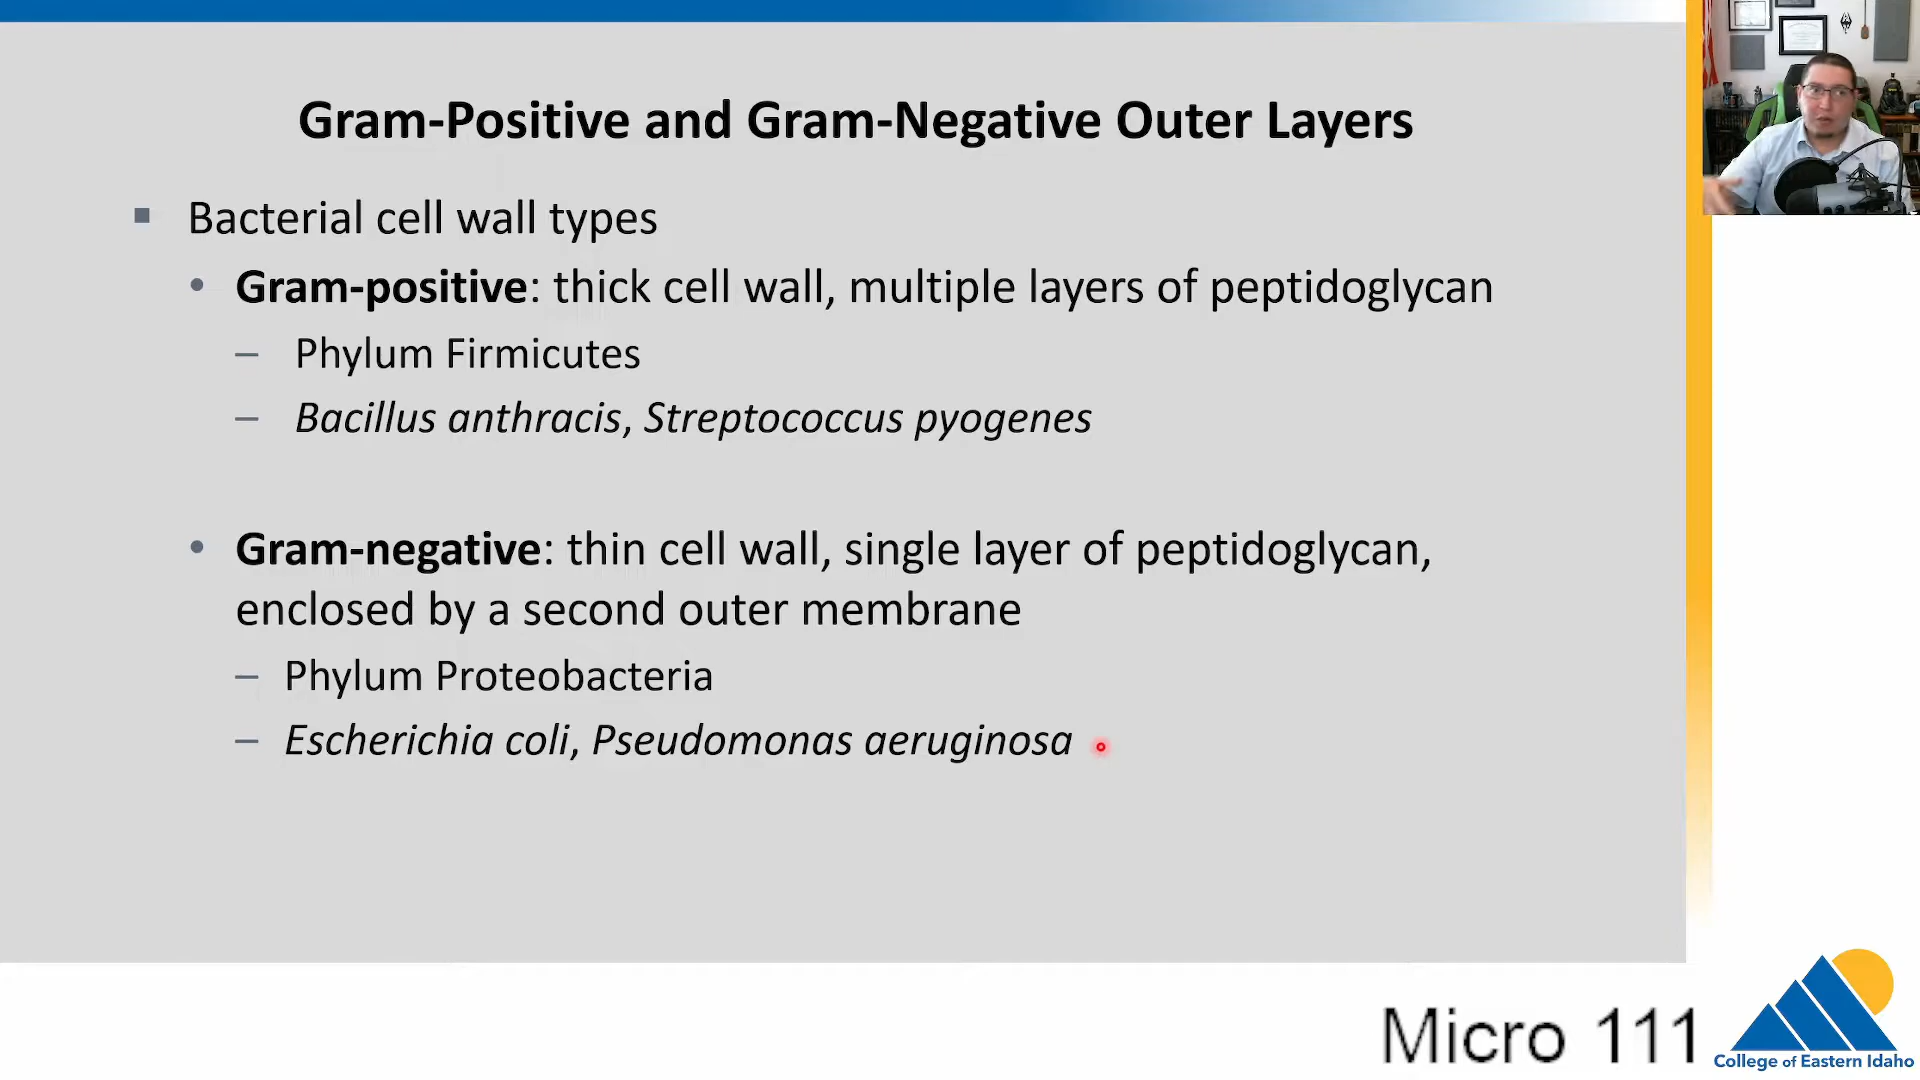 Gram-Positive and Gram-Negative Outer Layers
▪ Bacterial cell wall types
• Gram-positive: thick cell wall, multiple layers of peptidoglycan
– Phylum Firmicutes
– Bacillus anthracis, Streptococcus pyogenes
• Gram-negative: thin cell wall, single layer of peptidoglycan,
enclosed by a second outer membrane
– Phylum Proteobacteria
– Escherichia coli, Pseudomonas aeruginosa
Micro 111
College of Eastern Idaho